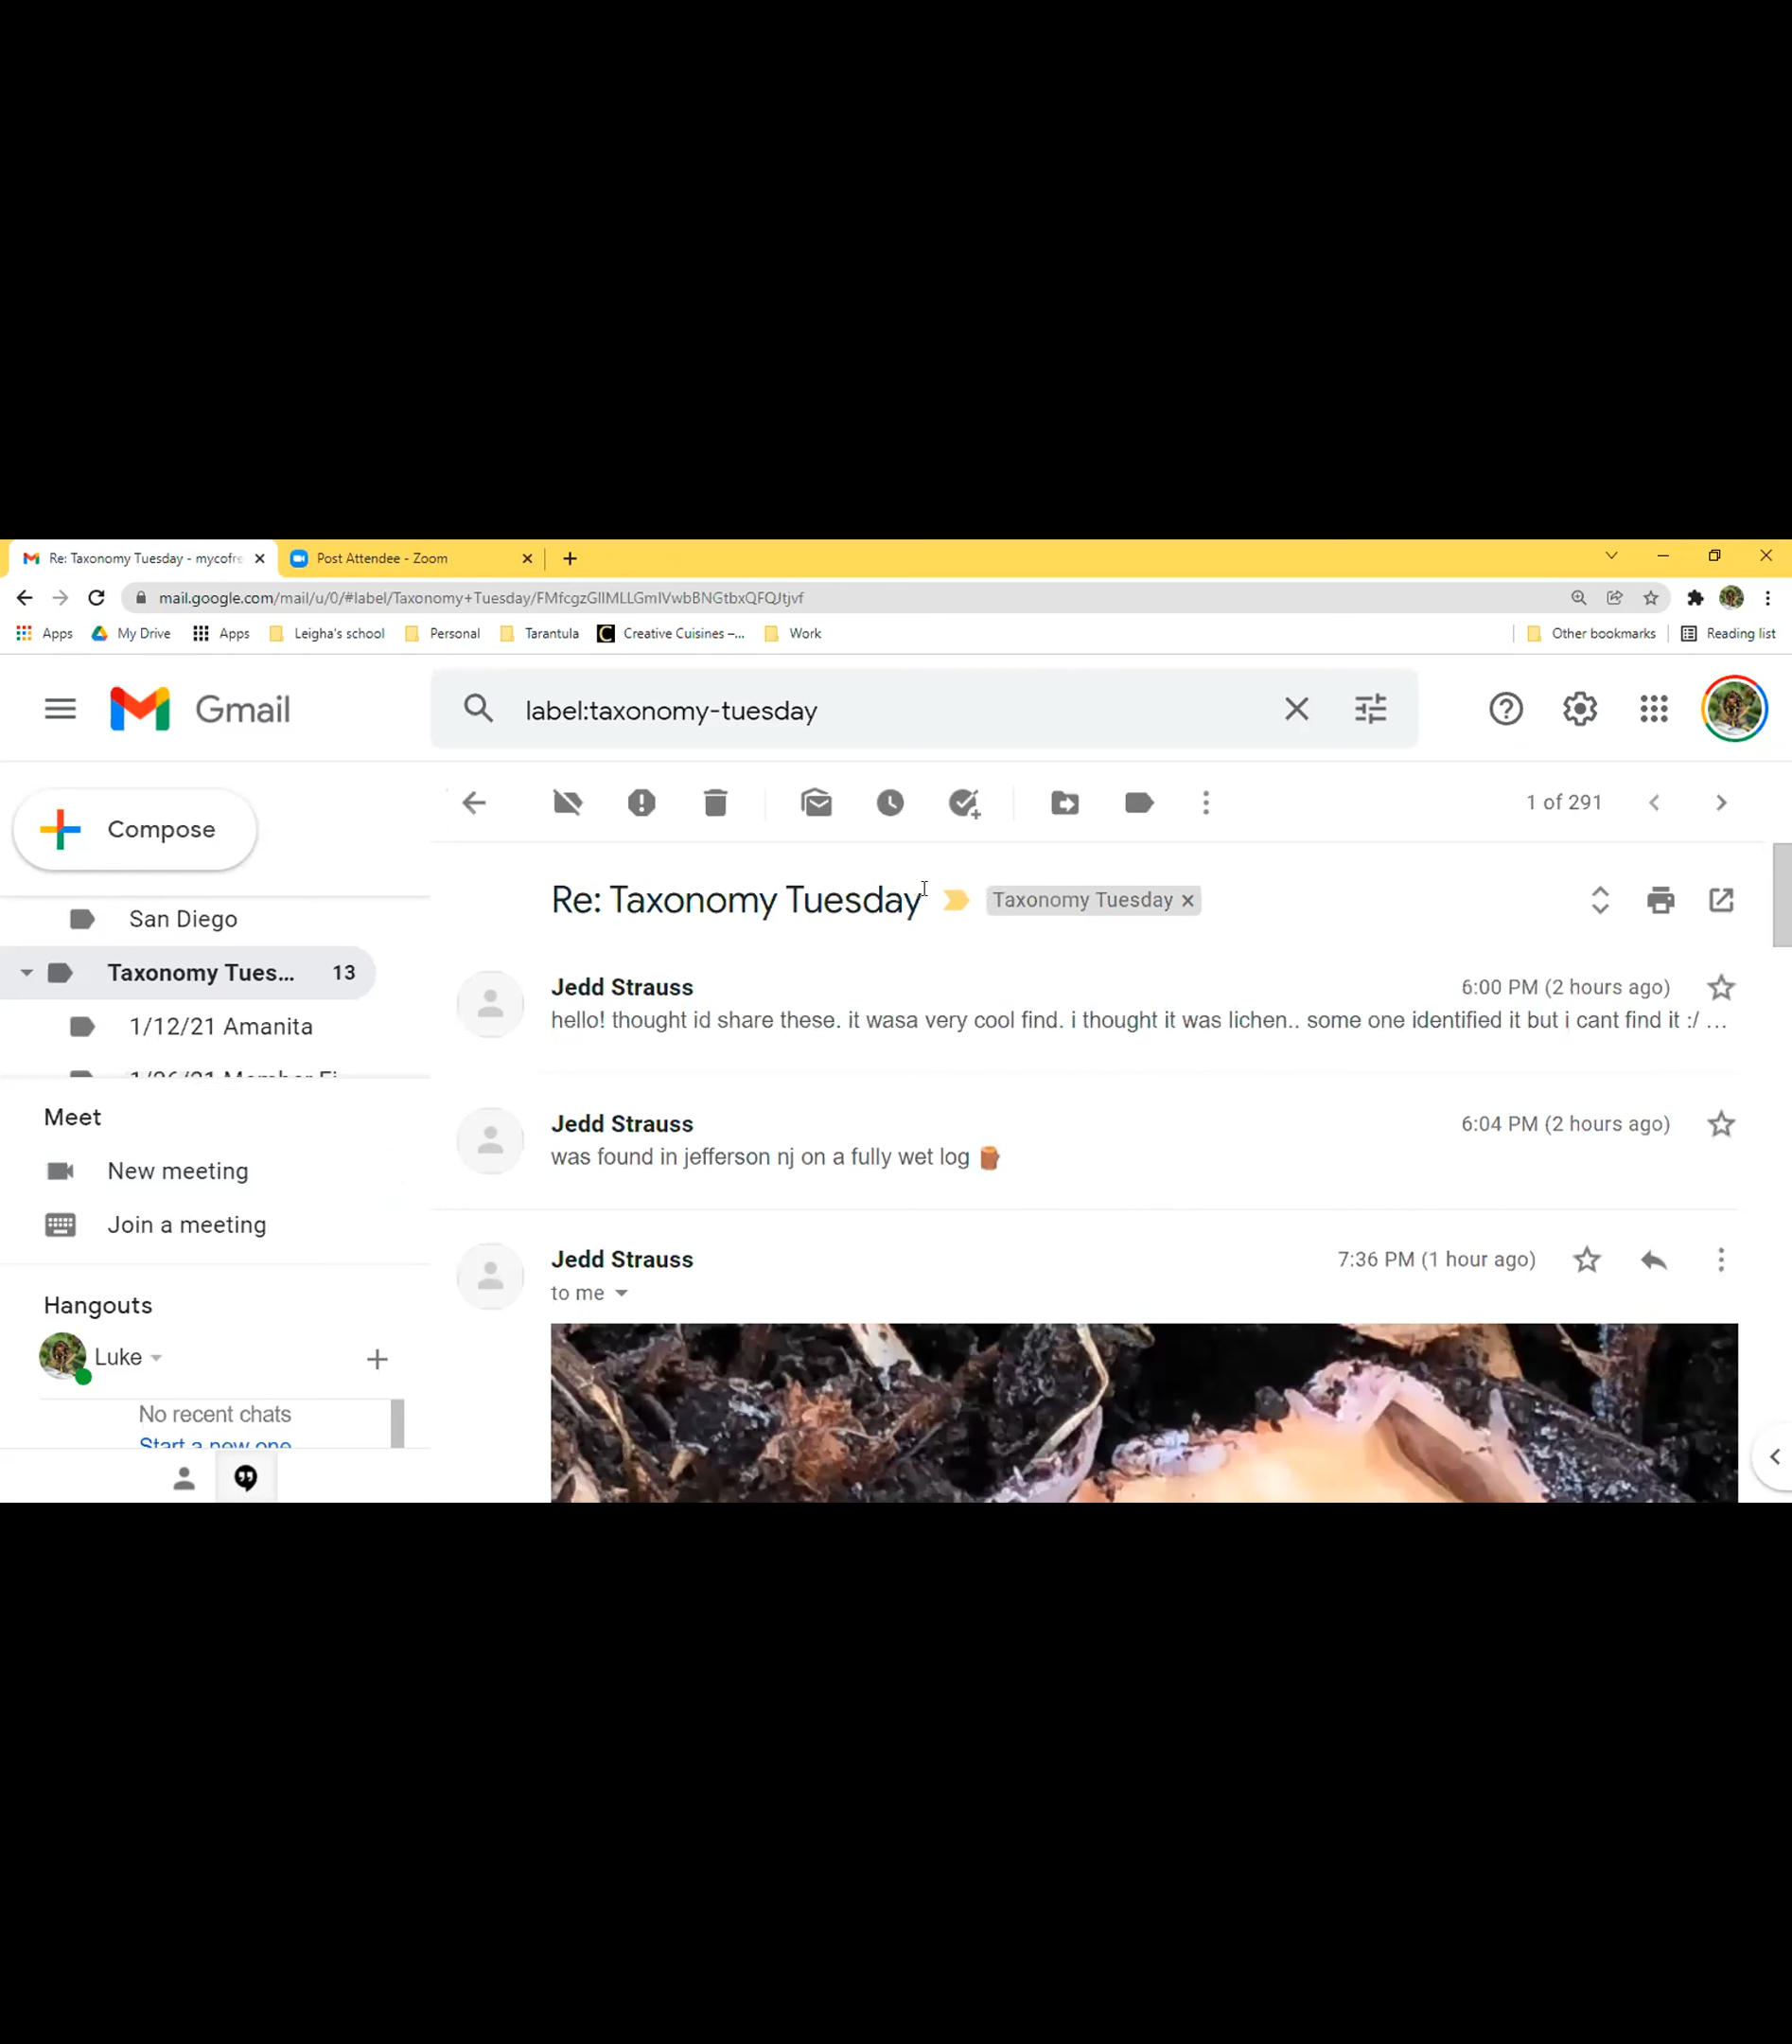 Re: Taxonomy Tuesday - mycofre
Post Attendee - Zoom
mail.google.com/mail/u/0/#label/Taxonomy+Tuesday/
Apps My Drive Apps Leigha's school Personal Tarantula Creative Cuisines –... Work Other bookmarks Reading list
Gmail
label:taxonomy-tuesday
Compose
1 of 291
San Diego
Taxonomy Tues... 13
1/12/21 Amanita
Meet
New meeting
Join a meeting
Hangouts
Luke
No recent chats
Start a new one
Re: Taxonomy Tuesday Taxonomy Tuesday x
Jedd Strauss 6:00 PM (2 hours ago)
hello! thought id share these. it wasa very cool find. i thought it was lichen.. some one identified it but i cant find it :/ ...
Jedd Strauss 6:04 PM (2 hours ago)
was found in jefferson nj on a fully wet log 🪵
Jedd Strauss 7:36 PM (1 hour ago)
to me